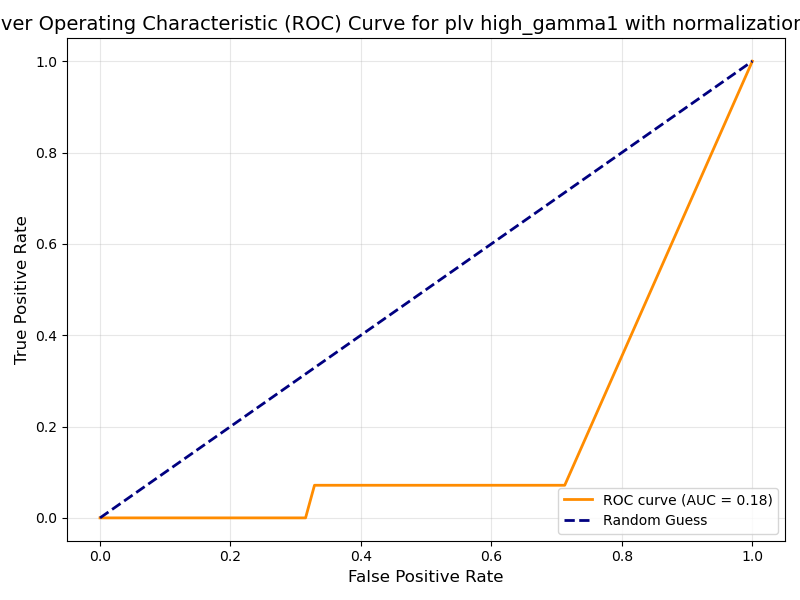 ver Operating Characteristic (ROC) Curve for plv high_gamma1 with normalization
1.0
0.8
0.6
0.4
0.2
0.0
True Positive Rate
ROC curve (AUC = 0.18)
Random Guess
0.0 0.2 0.4 0.6 0.8 1.0
False Positive Rate